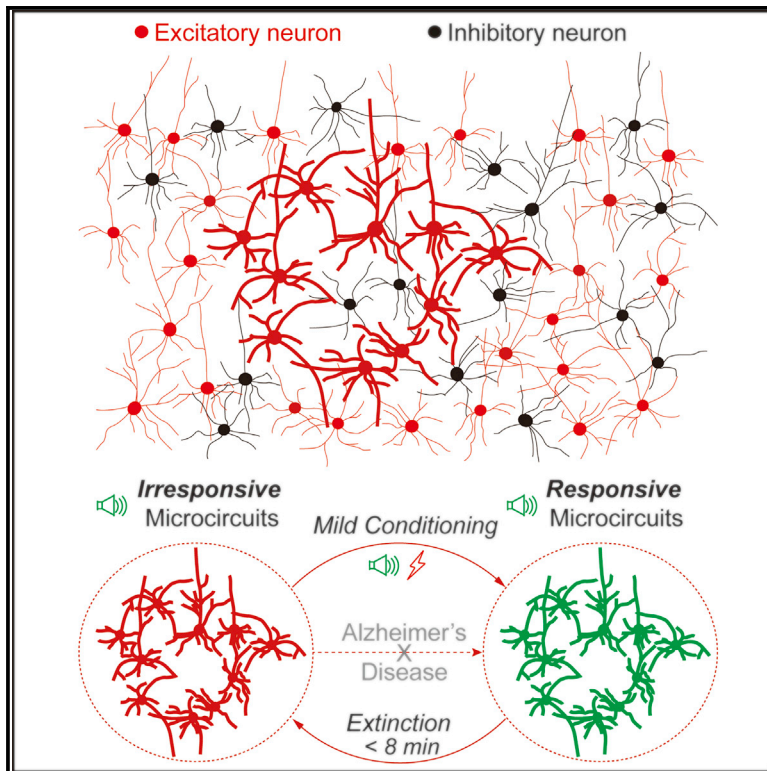 Excitatory neuron
Inhibitory neuron
Irresponsive
Microcircuits
Mild Conditioning
Responsive
Microcircuits
Alzheimer's
X
Disease
Extinction
< 8 min